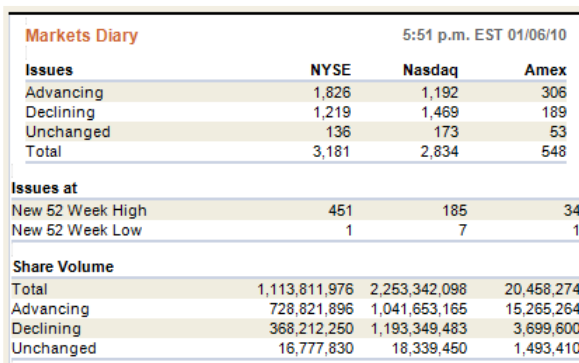 Markets Diary 5:51 p.m. EST 01/06/10
Issues NYSE Nasdaq Amex
Advancing 1,826 1,192 306
Declining 1,219 1,469 189
Unchanged 136 173 53
Total 3,181 2,834 548
Issues at
New 52 Week High 451 185 34
New 52 Week Low 1 7 1
Share Volume
Total 1,113,811,976 2,253,342,098 20,458,274
Advancing 728,821,896 1,041,653,165 15,265,264
Declining 368,212,250 1,193,349,483 3,699,600
Unchanged 16,777,830 18,339,450 1,493,410